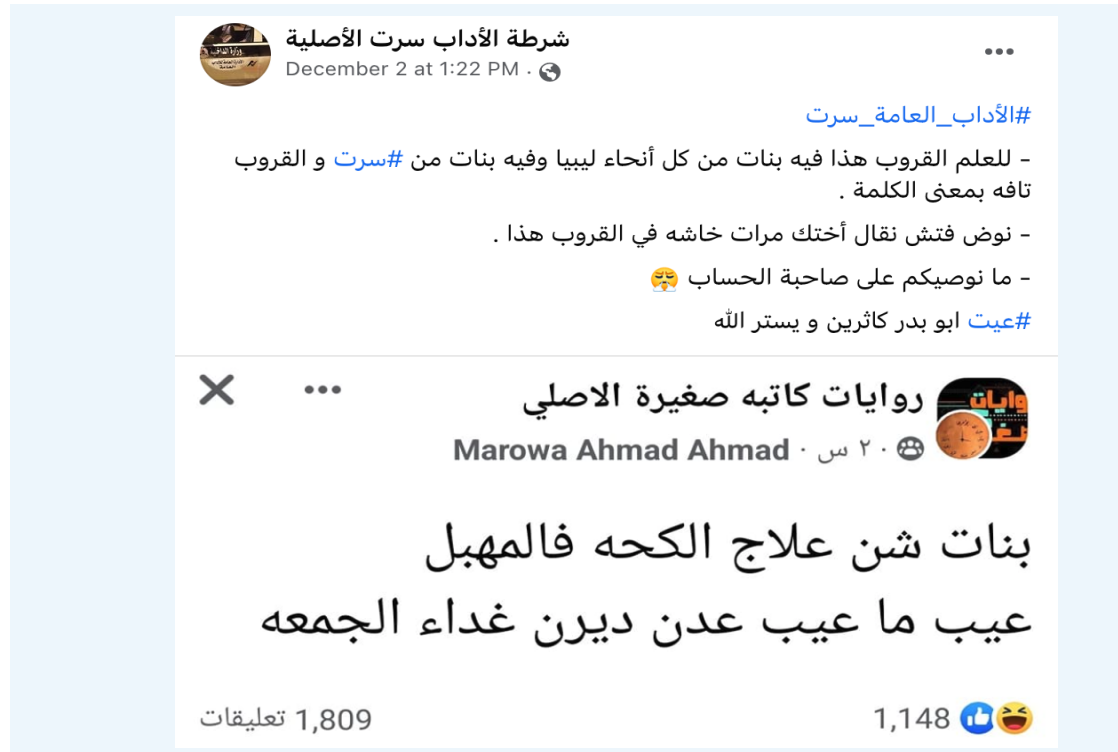 شرطة الأداب سرت الأصلية
December 2 at 1:22 PM ·
#الأداب_العامة_سرت
- للعلم القروب هذا فيه بنات من كل أنحاء ليبيا وفيه بنات من #سرت و القروب
تافه بمعنى الكلمة .
- نوض فتش نقال أختك مرات خاشه في القروب هذا .
- ما نوصيكم على صاحبة الحساب 😤
#عيت ابو بدر كاثرين و يستر الله
روايات كاتبه صغيرة الاصلي
Marowa Ahmad Ahmad · ٢ س ·
بنات شن علاج الكحه فالمهبل
عيب ما عيب عدن ديرن غداء الجمعه
1,148
1,809 تعليقات